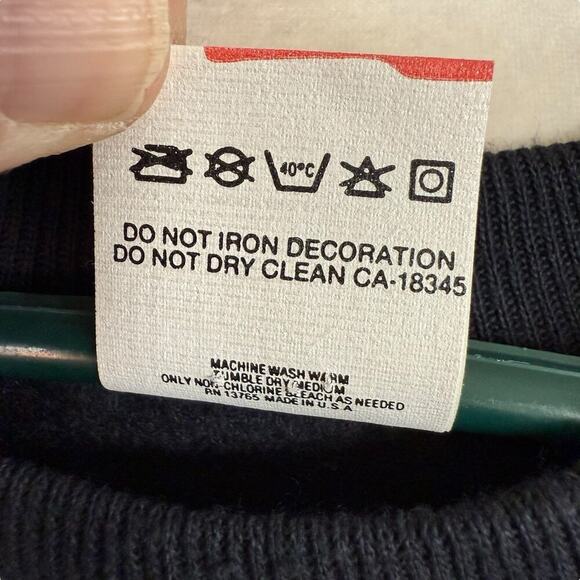 40°C
DO NOT IRON DECORATION
DO NOT DRY CLEAN CA-18345
MACHINE WASH WARM
TUMBLE DRY MEDIUM
ONLY NON-CHLORINE BLEACH AS NEEDED
RN 13765 MADE IN U.S.A